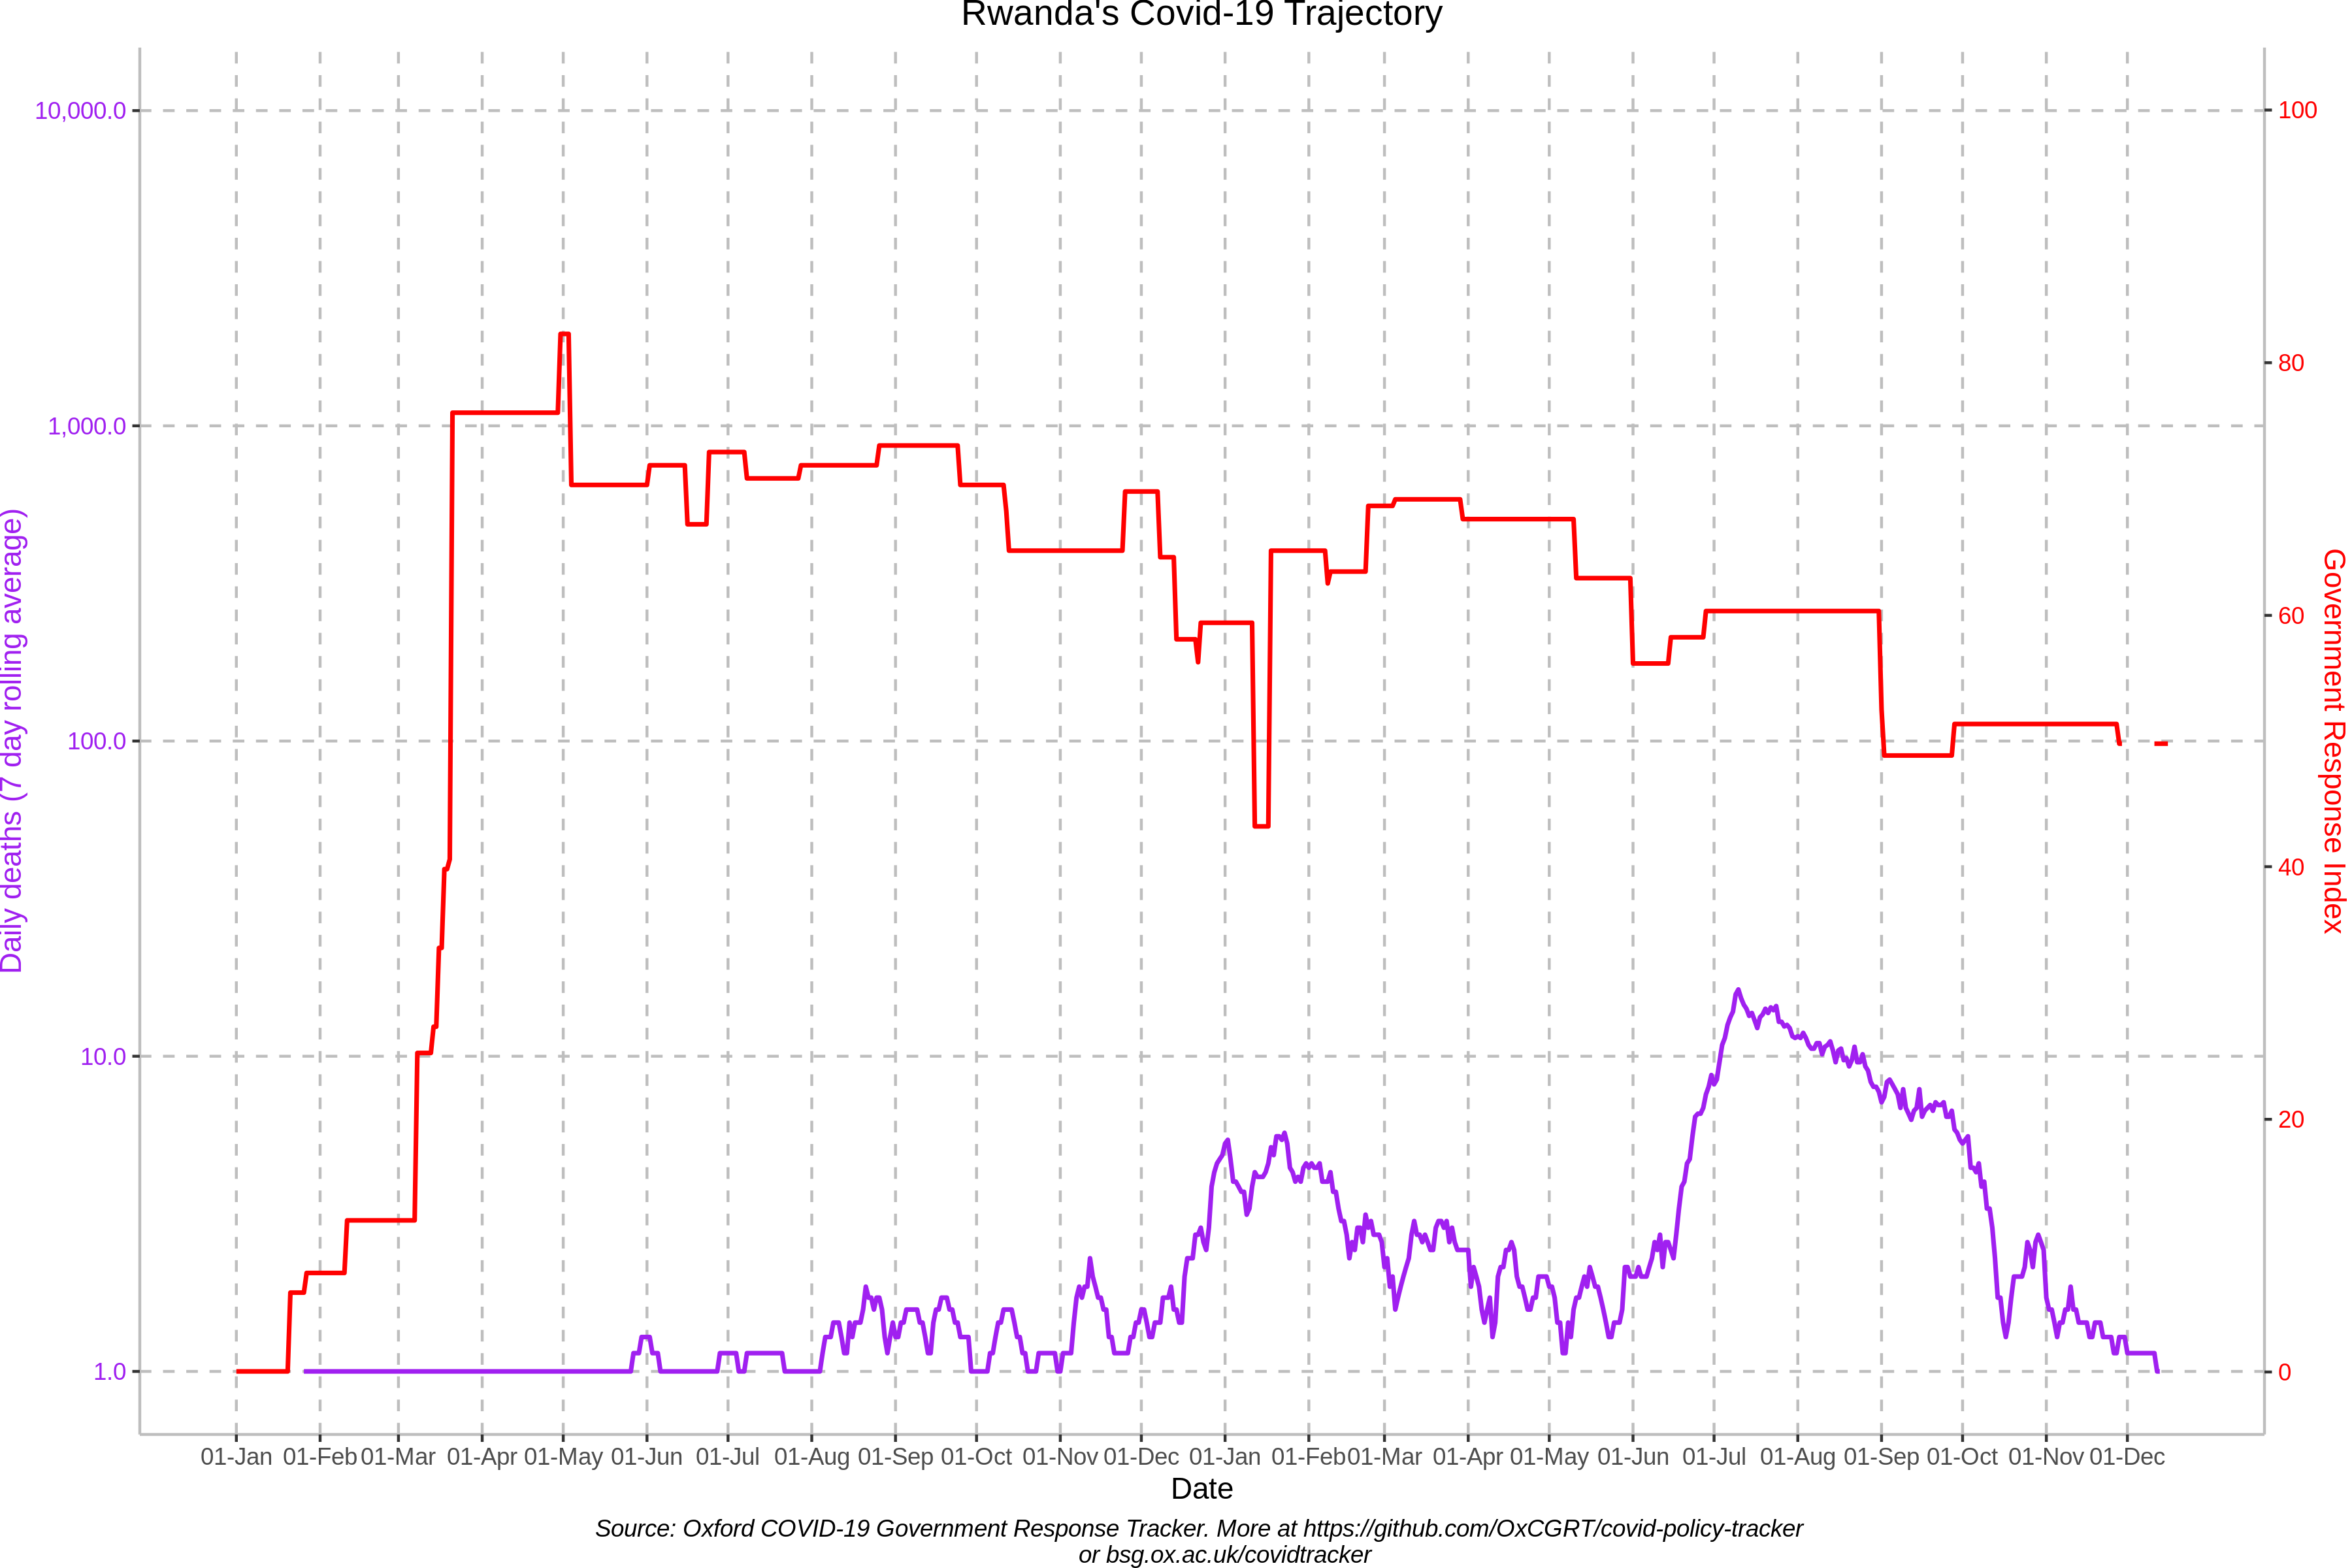 Rwanda's Covid-19 Trajectory
10,000.0
1,000.0
100.0
10.0
1.0
Daily deaths (7 day rolling average)
100
80
60
40
20
0
Government Response Index
01-Jan 01-Feb 01-Mar 01-Apr 01-May 01-Jun 01-Jul 01-Aug 01-Sep 01-Oct 01-Nov 01-Dec 01-Jan 01-Feb 01-Mar 01-Apr 01-May 01-Jun 01-Jul 01-Aug 01-Sep 01-Oct 01-Nov 01-Dec
Date
Source: Oxford COVID-19 Government Response Tracker. More at https://github.com/OxCGRT/covid-policy-tracker
or bsg.ox.ac.uk/covidtracker